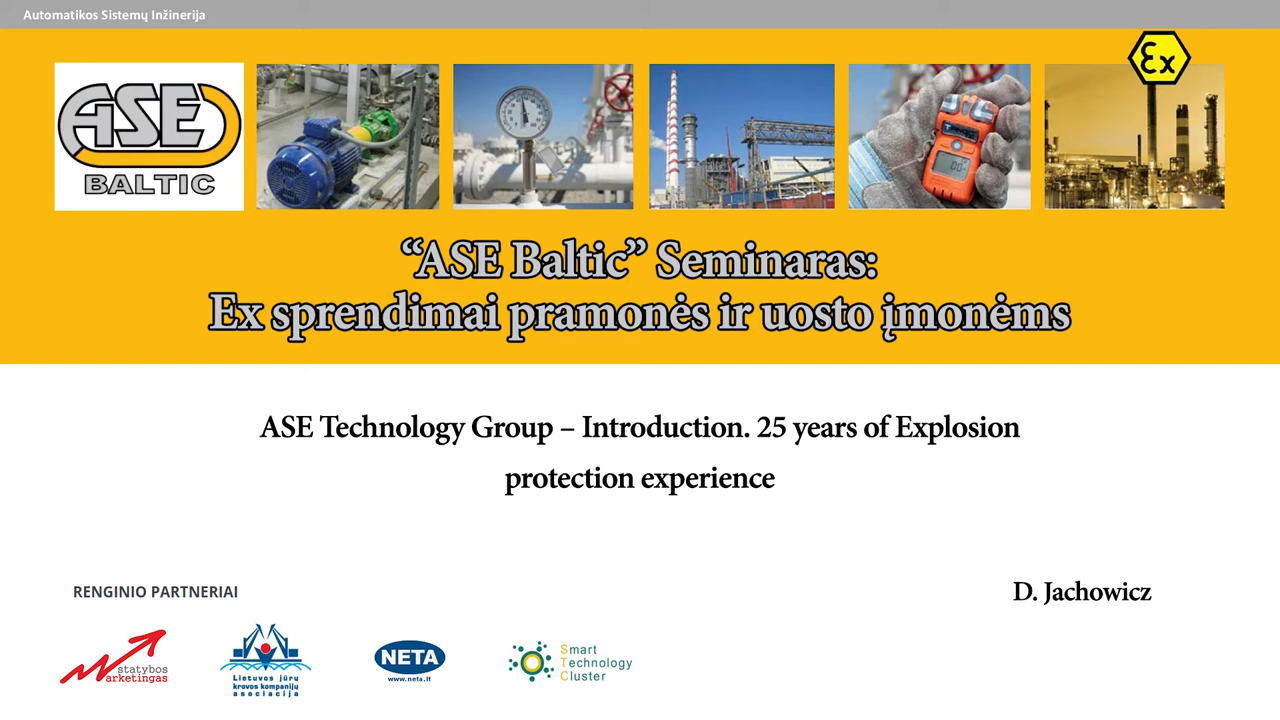 Automatikos Sistemų Inžinerija
Ex
ASE
BALTIC
“ASE Baltic” Seminaras:
Ex sprendimai pramonės ir uosto įmonėms
ASE Technology Group – Introduction. 25 years of Explosion
protection experience
D. Jachowicz
RENGINIO PARTNERIAI
statybos
Marketingas
Lietuvos jūrų
krovos kompanijų
asociacija
NETA
www.neta.lt
Smart
Technology
Cluster